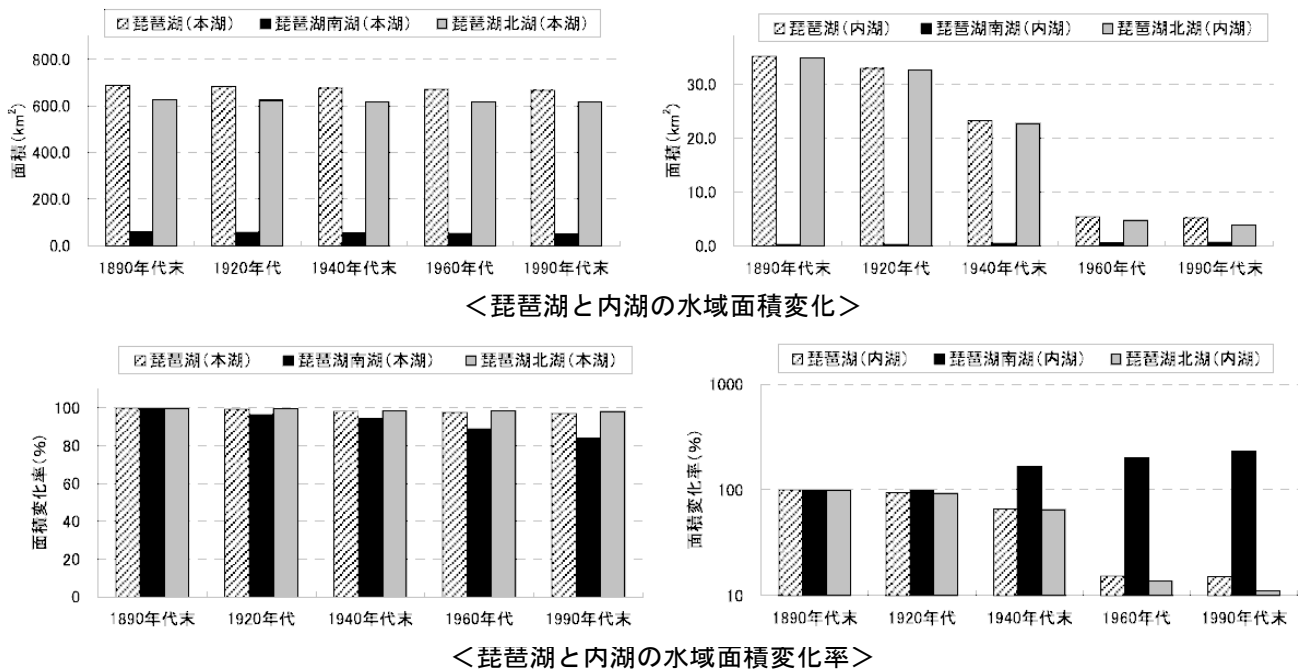 琵琶湖(本湖) 琵琶湖南湖(本湖) 琵琶湖北湖(本湖)
面積(km²)
800.0
600.0
400.0
200.0
0.0
1890年代末 1920年代 1940年代末 1960年代 1990年代末
琵琶湖(内湖) 琵琶湖南湖(内湖) 琵琶湖北湖(内湖)
面積(km²)
30.0
20.0
10.0
0.0
1890年代末 1920年代 1940年代末 1960年代 1990年代末
＜琵琶湖と内湖の水域面積変化＞
琵琶湖(本湖) 琵琶湖南湖(本湖) 琵琶湖北湖(本湖)
面積変化率(%)
100
80
60
40
20
0
1890年代末 1920年代 1940年代末 1960年代 1990年代末
琵琶湖(内湖) 琵琶湖南湖(内湖) 琵琶湖北湖(内湖)
面積変化率(%)
1000
100
10
1890年代末 1920年代 1940年代末 1960年代 1990年代末
＜琵琶湖と内湖の水域面積変化率＞